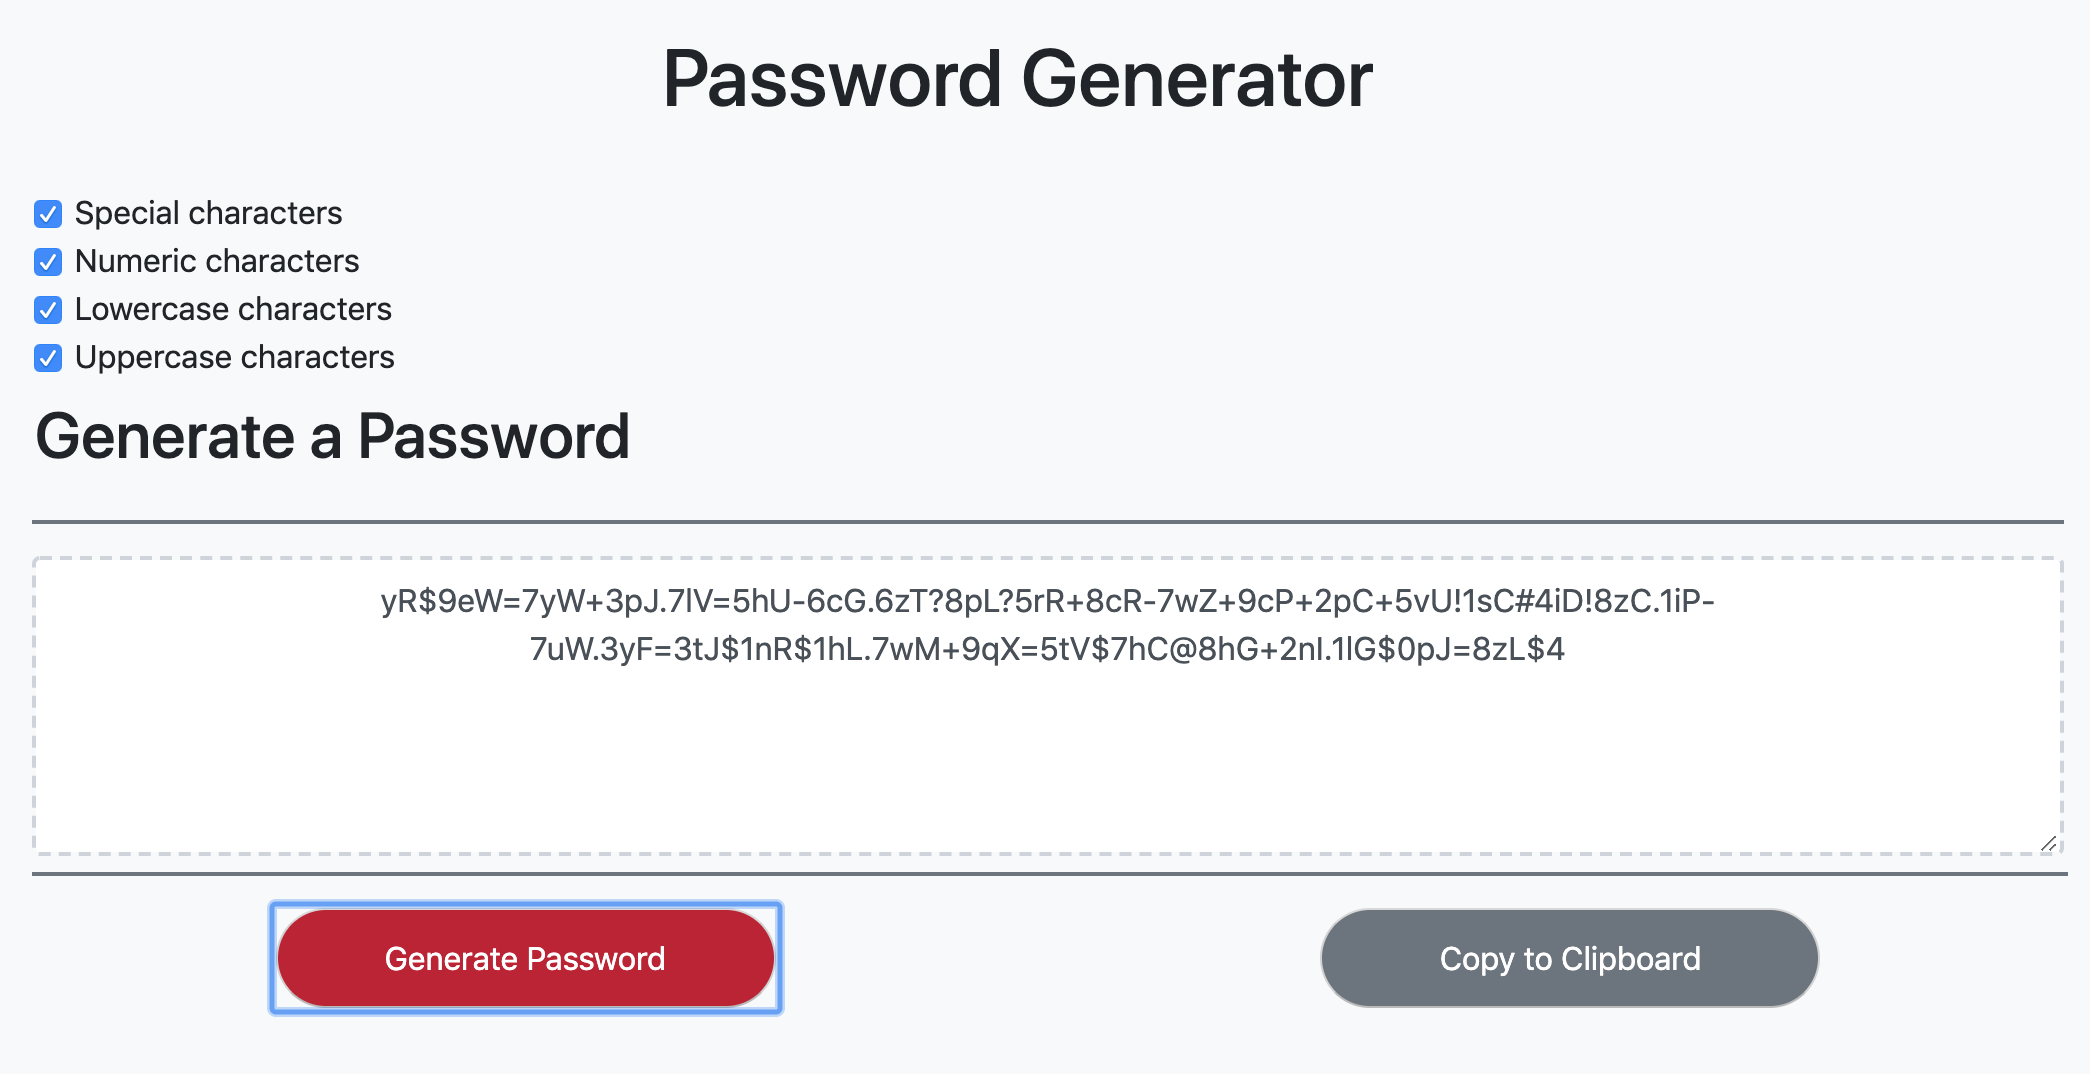 Password Generator
Special characters
Numeric characters
Lowercase characters
Uppercase characters
Generate a Password
yR$9eW=7yW+3pJ.7lV=5hU-6cG.6zT?8pL?5rR+8cR-7wZ+9cP+2pC+5vU!1sC#4iD!8zC.1iP-
7uW.3yF=3tJ$1nR$1hL.7wM+9qX=5tV$7hC@8hG+2nI.1lG$0pJ=8zL$4
Generate Password
Copy to Clipboard